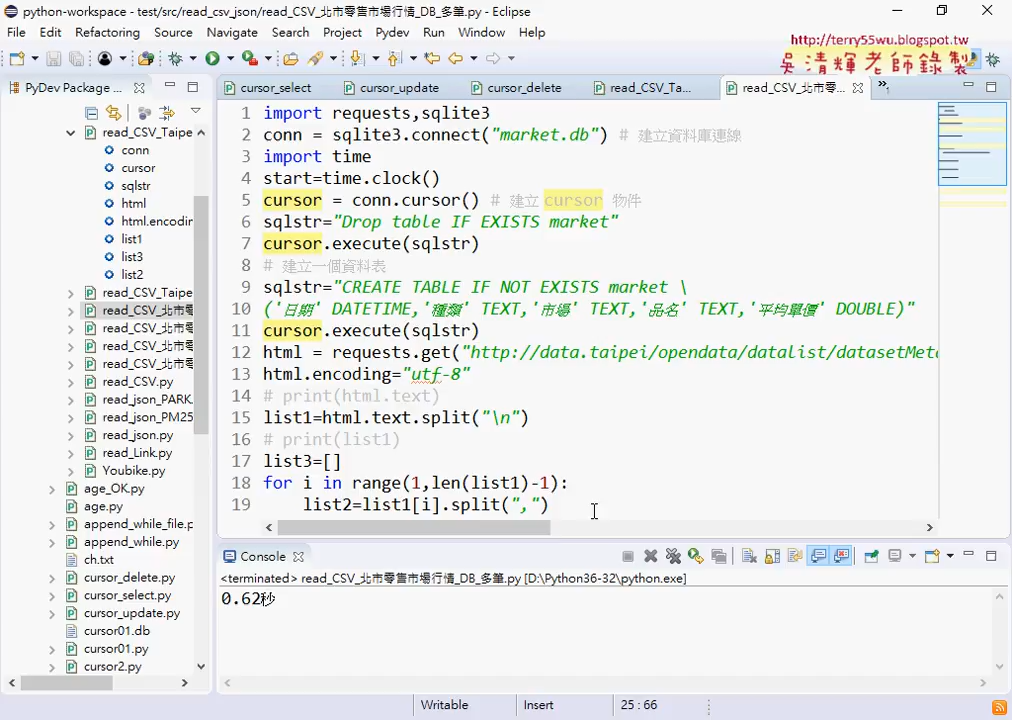 python-workspace - test/src/read_csv_json/read_CSV_北市零售市場行情_DB_多筆.py - Eclipse
File Edit Refactoring Source Navigate Search Project Pydev Run Window Help
http://terry55wu.blogspot.tw
吳清輝老師錄製
PyDev Package ...
cursor_select cursor_update cursor_delete read_CSV_Ta... read_CSV_北市零...
read_CSV_Taipe
conn
cursor
sqlstr
html
html.encodin
list1
list3
list2
read_CSV_Taipe
read_CSV_北市零
read_CSV_北市零
read_CSV_北市零
read_CSV_北市零
read_CSV.py
read_json_PARK.
read_json_PM25
read_json.py
read_Link.py
Youbike.py
age_OK.py
age.py
append_while_file.p
append_while.py
ch.txt
cursor_delete.py
cursor_select.py
cursor_update.py
cursor01.db
cursor01.py
cursor2.py
1 import requests,sqlite3
2 conn = sqlite3.connect("market.db") # 建立資料庫連線
3 import time
4 start=time.clock()
5 cursor = conn.cursor() # 建立 cursor 物件
6 sqlstr="Drop table IF EXISTS market"
7 cursor.execute(sqlstr)
8 # 建立一個資料表
9 sqlstr="CREATE TABLE IF NOT EXISTS market \
10 ('日期' DATETIME,'種類' TEXT,'市場' TEXT,'品名' TEXT,'平均單價' DOUBLE)"
11 cursor.execute(sqlstr)
12 html = requests.get("http://data.taipei/opendata/datalist/datasetMeta
13 html.encoding="utf-8"
14 # print(html.text)
15 list1=html.text.split("\n")
16 # print(list1)
17 list3=[]
18 for i in range(1,len(list1)-1):
19 list2=list1[i].split(",")
Console
<terminated> read_CSV_北市零售市場行情_DB_多筆.py [D:\Python36-32\python.exe]
0.62秒
Writable Insert 25 : 66